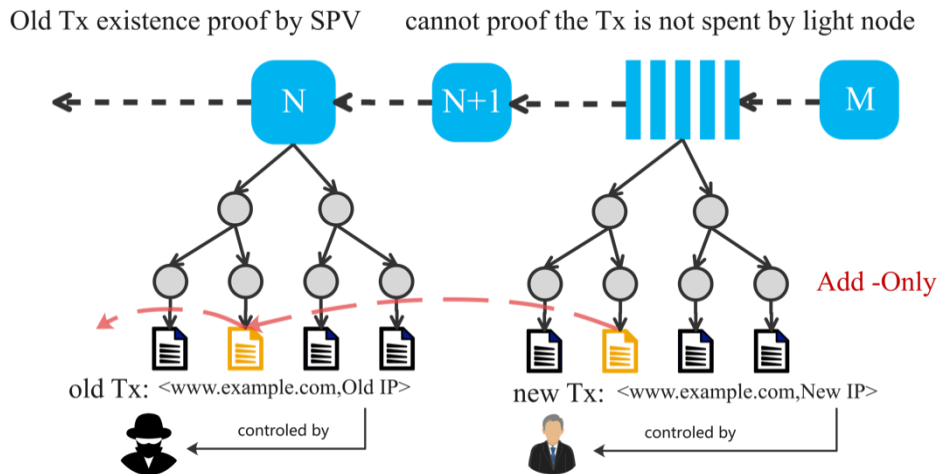 Old Tx existence proof by SPV
cannot proof the Tx is not spent by light node
N
N+1
M
Add -Only
old Tx: <www.example.com,Old IP>
new Tx: <www.example.com,New IP>
controled by
controled by